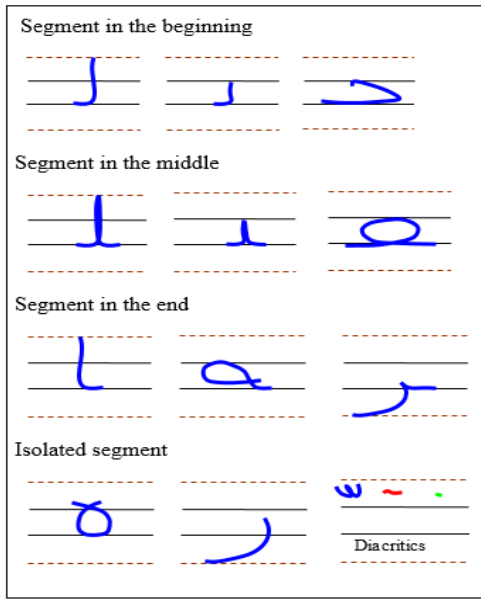 Segment in the beginning
Segment in the middle
Segment in the end
Isolated segment
Diacritics